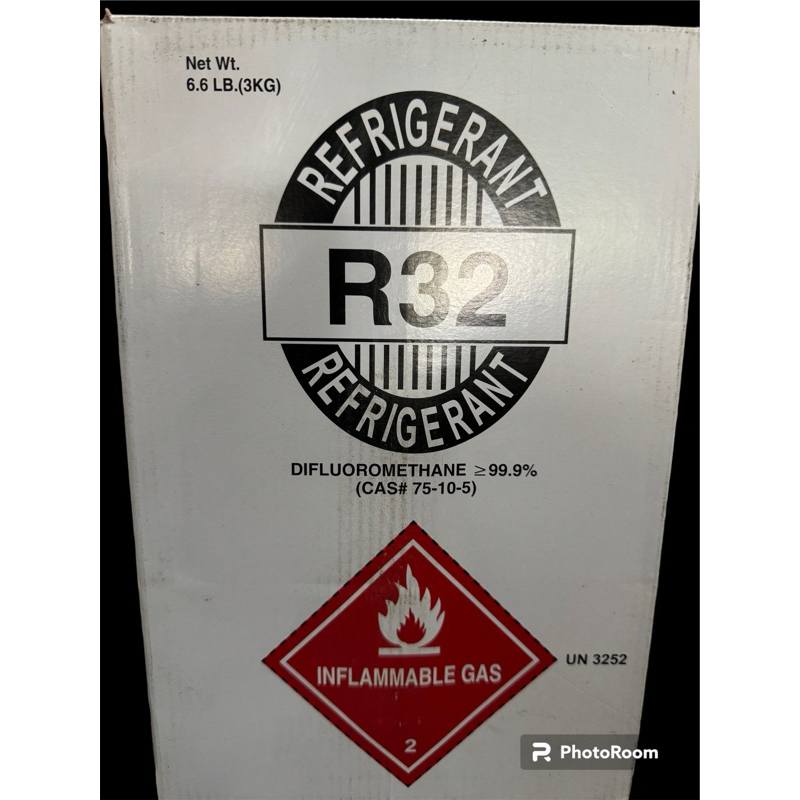 Net Wt.
6.6 LB.(3KG)
REFRIGERANT
R32
REFRIGERANT
DIFLUOROMETHANE ≥99.9%
(CAS# 75-10-5)
INFLAMMABLE GAS
UN 3252
2
PhotoRoom